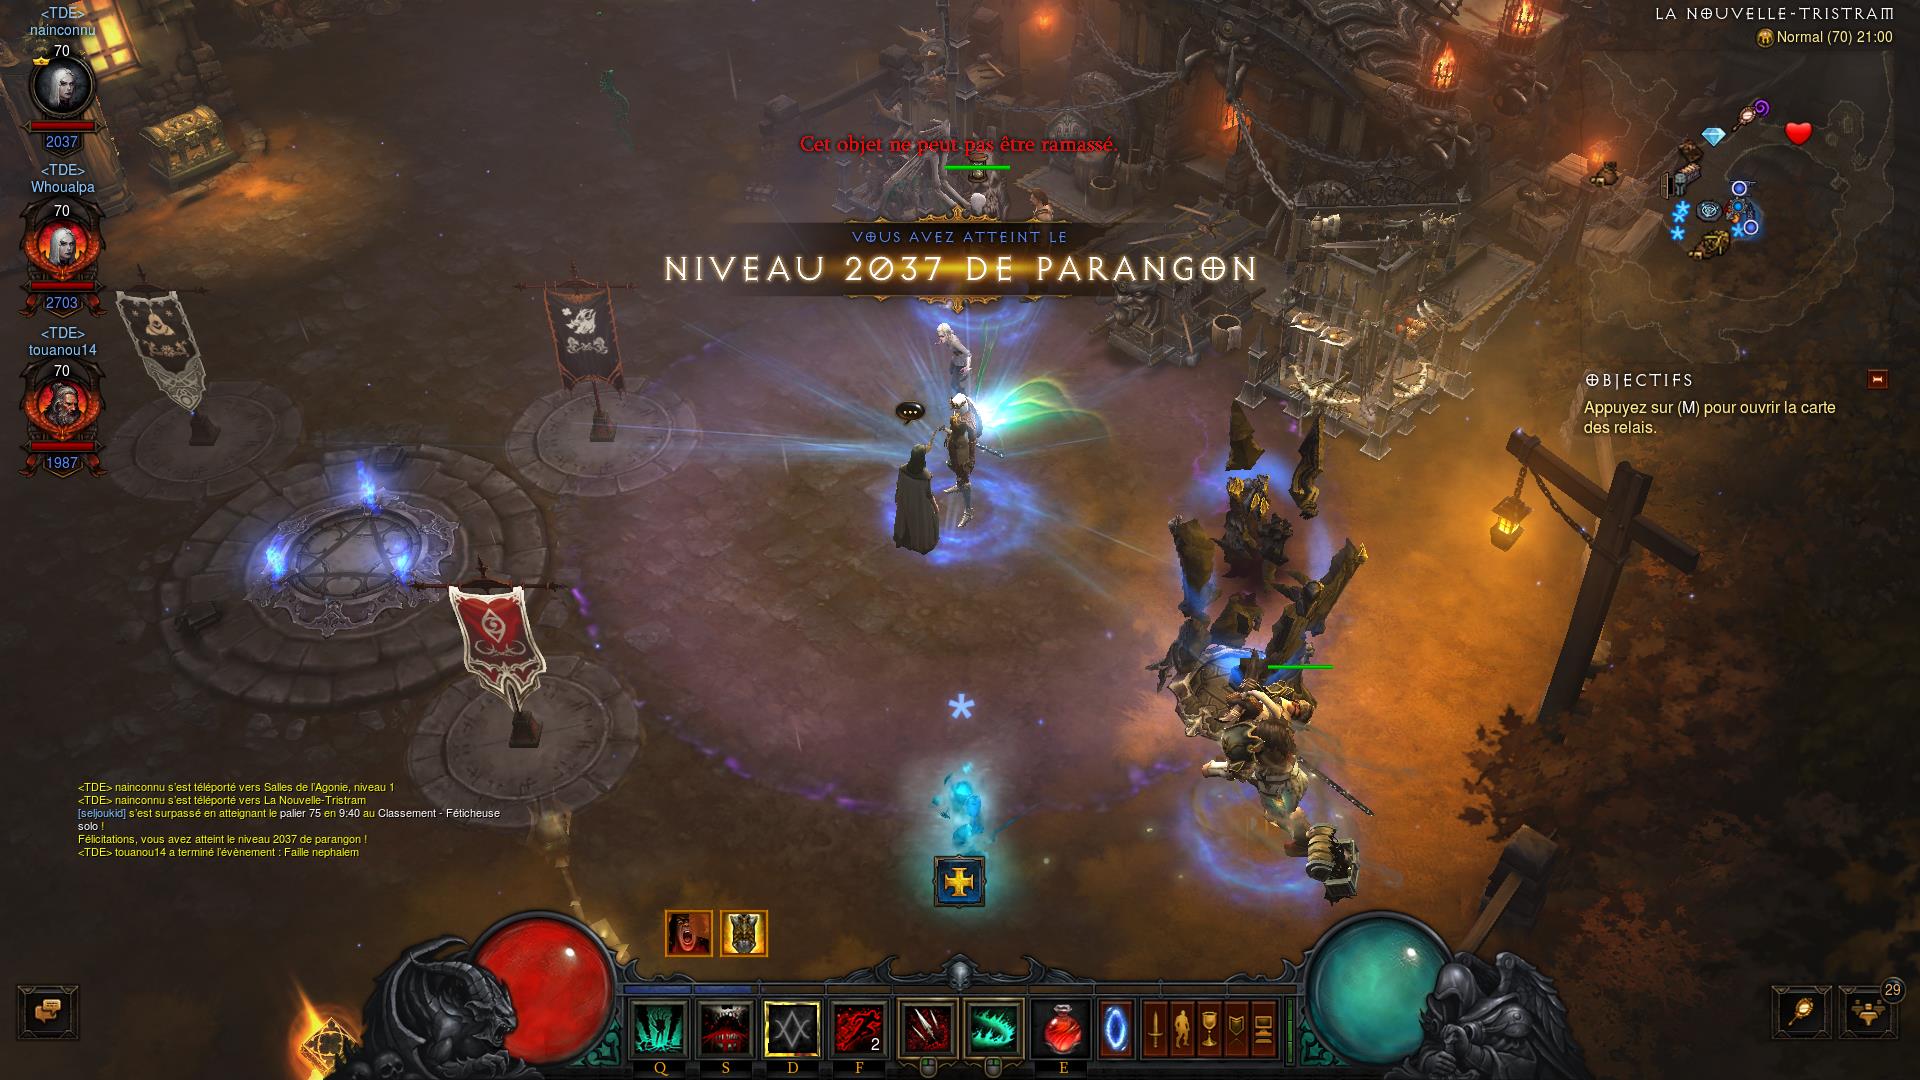 <TDE>
nainconnu
70
2037
<TDE>
Whoualpa
70
2703
<TDE>
touanou14
70
1987
LA NOUVELLE-TRISTRAM
Normal (70) 21:00
Cet objet ne peut pas être ramassé.
VOUS AVEZ ATTEINT LE
NIVEAU 2037 DE PARANGON
OBJECTIFS
Appuyez sur (M) pour ouvrir la carte
des relais.
<TDE> nainconnu s'est téléporté vers Salles de l'Agonie, niveau 1
<TDE> nainconnu s'est téléporté vers La Nouvelle-Tristram
[seljoukid] s'est surpassé en atteignant le palier 75 en 9:40 au Classement - Féticheuse
solo !
Félicitations, vous avez atteint le niveau 2037 de parangon !
<TDE> touanou14 a terminé l'évènement : Faille nephalem
2
29
Q S D F E